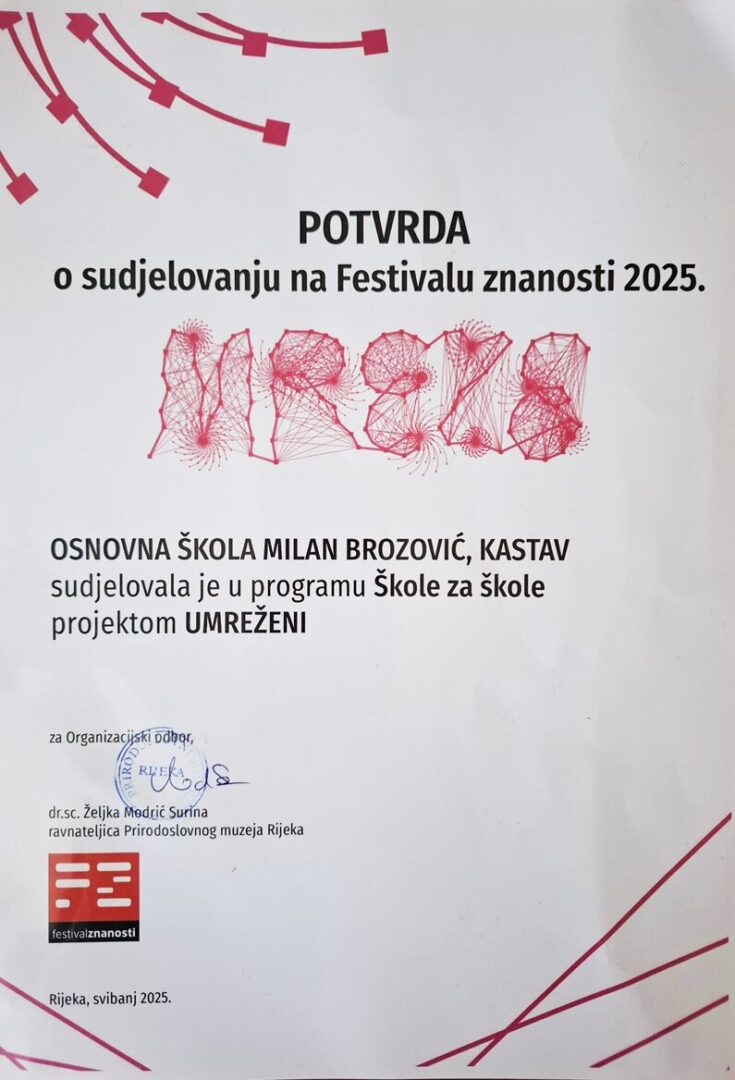 POTVRDA
o sudjelovanju na Festivalu znanosti 2025.
MREŽA
OSNOVNA ŠKOLA MILAN BROZOVIĆ, KASTAV
sudjelovala je u programu Škole za škole
projektom UMREŽENI
za Organizacijski odbor,
RIJEKA
dr.sc. Željka Modrić Surina
ravnateljica Prirodoslovnog muzeja Rijeka
festivalznanosti
Rijeka, svibanj 2025.